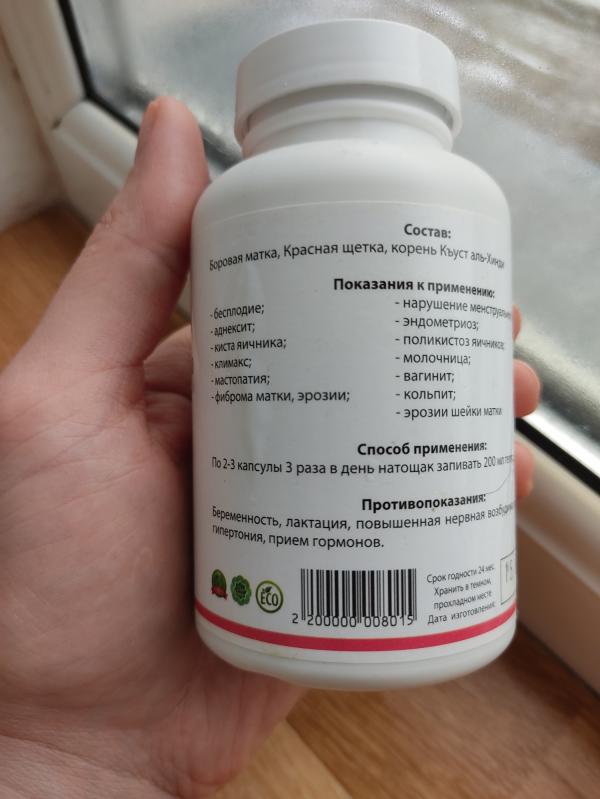 Состав:
Боровая матка, Красная щетка, корень Къуст аль-Хинди
Показания к применению:
- бесплодие;
- аднексит;
- киста яичника;
- климакс;
- мастопатия;
- фиброма матки, эрозии;
- нарушение
- эндометриоз;
- поликистоз яичников;
- молочница;
- вагинит;
- кольпит;
- эрозии шейки матки
Способ применения:
По 2-3 капсулы 3 раза в день натощак запивать 200 мл
Противопоказания:
Беременность, лактация, повышенная нервная
гипертония, прием гормонов.
ECO
2 200000 008015
Срок годности 24 мес.
Хранить в темном,
прохладном месте
Дата изготовления: